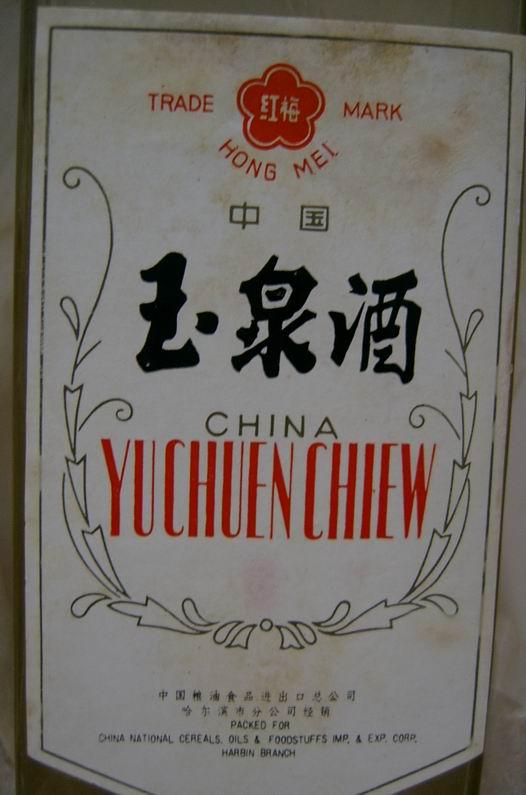 TRADE 红梅 MARK
HONG MEI
中国
玉泉酒
CHINA
YUCHUEN CHIEW
中国粮油食品进出口总公司
哈尔滨市分公司经销
PACKED FOR
CHINA NATIONAL CEREALS, OILS & FOODSTUFFS IMP. & EXP. CORP.
HARBIN BRANCH